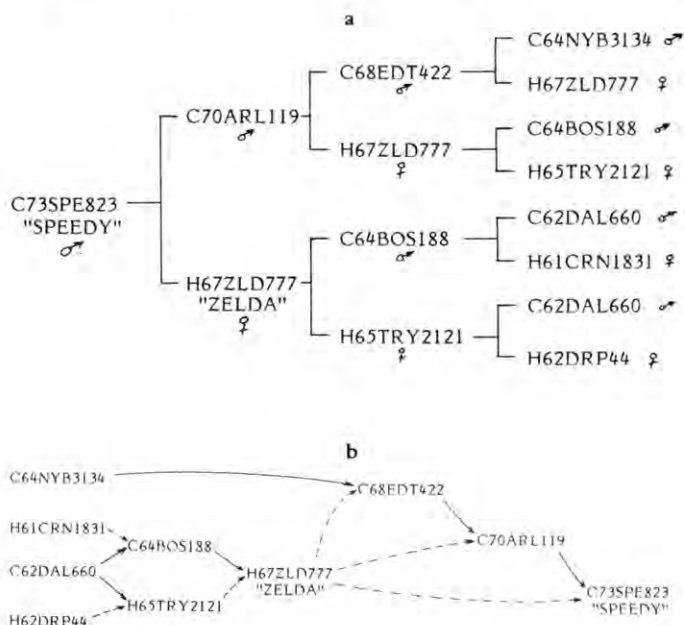 a
C64NYB3134 ♂
C68EDT422
♂
H67ZLD777 ♀
C70ARL119
♂
C64BOS188 ♂
H67ZLD777
♀
H65TRY2121 ♀
C73SPE823
"SPEEDY"
♂
C62DAL660 ♂
C64BOS188
♂
H61CRN1831 ♀
H67ZLD777
"ZELDA"
♀
C62DAL660 ♂
H65TRY2121
♀
H62DRP44 ♀
b
C64NYB3134
C68EDT422
H61CRN1831
C64BOS188
C70ARL119
C62DAL660
H67ZLD777
"ZELDA"
C73SPE823
"SPEEDY"
H65TRY2121
H62DRP44